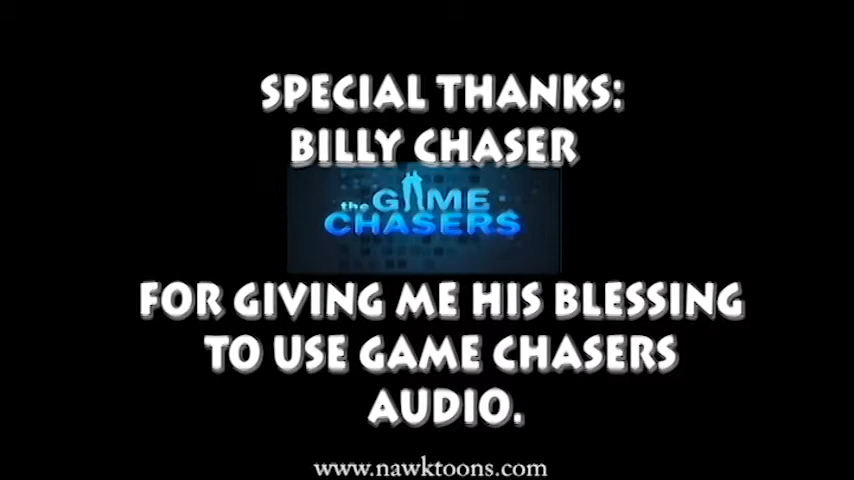 SPECIAL THANKS:
BILLY CHASER
the GAME
CHASERS
FOR GIVING ME HIS BLESSING
TO USE GAME CHASERS
AUDIO.
www.nawktoons.com